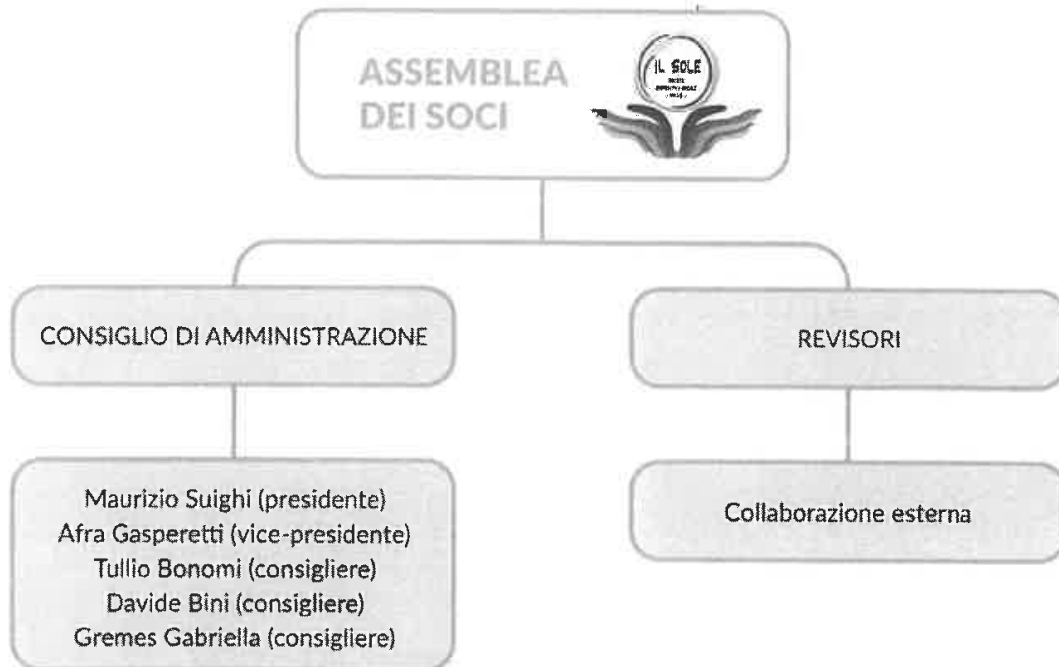 ASSEMBLEA
DEI SOCI
IL SOLE
CONSIGLIO DI AMMINISTRAZIONE
REVISORI
Maurizio Suighi (presidente)
Afra Gasperetti (vice-presidente)
Tullio Bonomi (consigliere)
Davide Bini (consigliere)
Gremes Gabriella (consigliere)
Collaborazione esterna